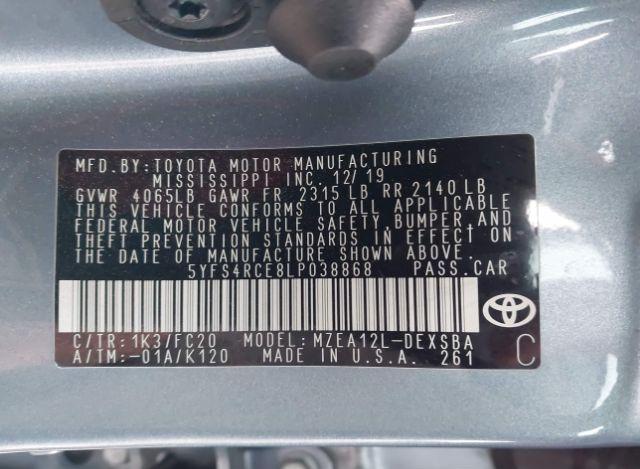 MFD.BY:TOYOTA MOTOR MANUFACTURING
MISSISSIPPI INC. 12/19
GVWR 4065LB GAWR FR 2315 LB RR 2140 LB
THIS VEHICLE CONFORMS TO ALL APPLICABLE
FEDERAL MOTOR VEHICLE SAFETY,BUMPER AND
THEFT PREVENTION STANDARDS IN EFFECT ON
THE DATE OF MANUFACTURE SHOWN ABOVE.
5YFS4RCE8LP038868 PASS.CAR
C/TR:1K3/FC20 MODEL:MZEA12L-DEXSBA
A/TM:-01A/K120 MADE IN U.S.A. 261
C